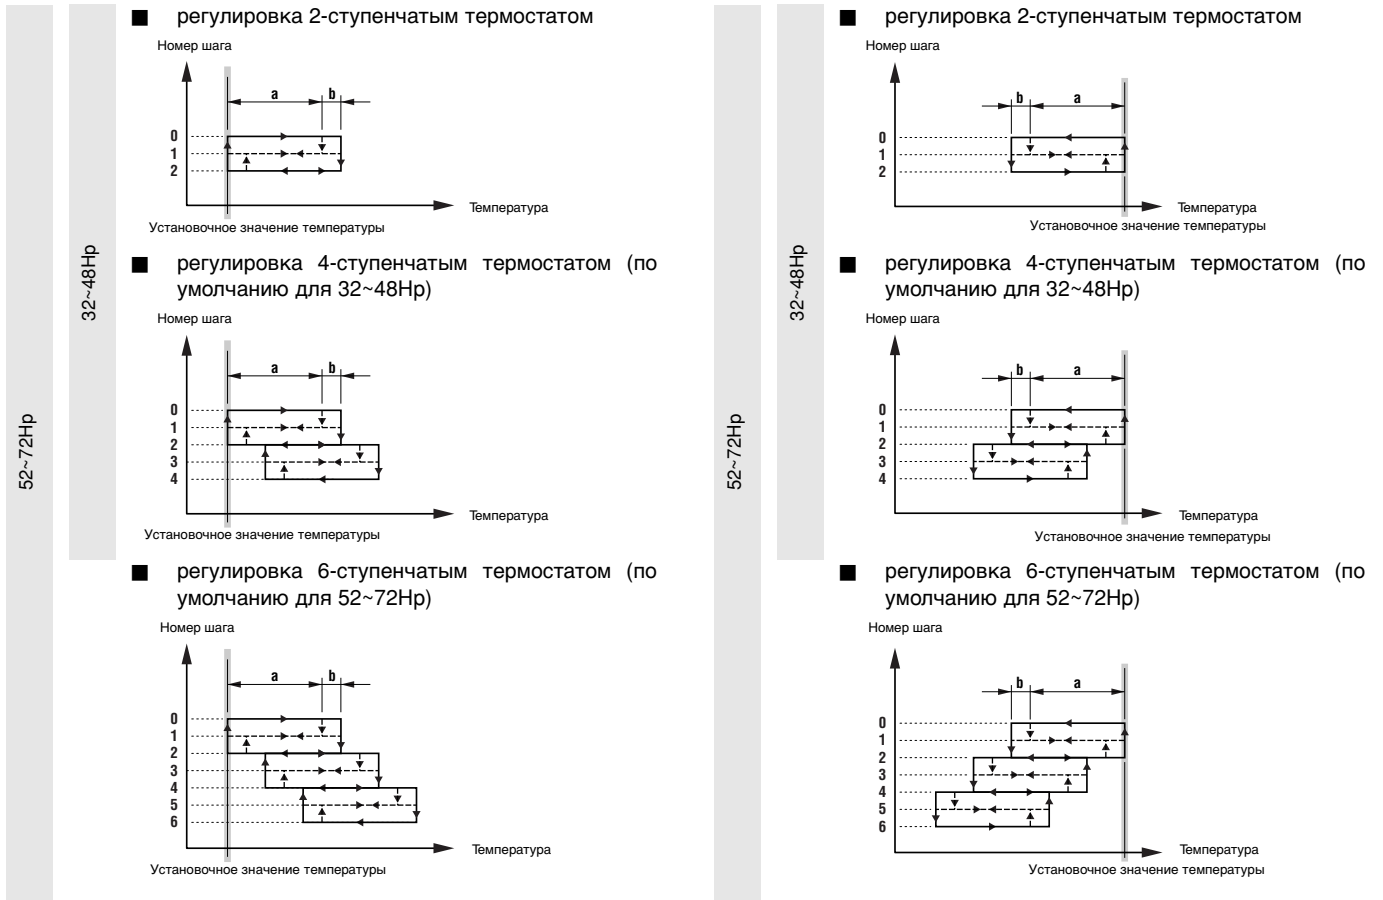 52~72Hp
32~48Hp
■ регулировка 2-ступенчатым термостатом
Номер шага
a
b
0
1
2
Температура
Установочное значение температуры
■ регулировка 4-ступенчатым термостатом (по
умолчанию для 32~48Hp)
Номер шага
a
b
0
1
2
3
4
Температура
Установочное значение температуры
■ регулировка 6-ступенчатым термостатом (по
умолчанию для 52~72Hp)
Номер шага
a
b
0
1
2
3
4
5
6
Температура
Установочное значение температуры
52~72Hp
32~48Hp
■ регулировка 2-ступенчатым термостатом
Номер шага
b
a
0
1
2
Температура
Установочное значение температуры
■ регулировка 4-ступенчатым термостатом (по
умолчанию для 32~48Hp)
Номер шага
b
a
0
1
2
3
4
Температура
Установочное значение температуры
■ регулировка 6-ступенчатым термостатом (по
умолчанию для 52~72Hp)
Номер шага
b
a
0
1
2
3
4
5
6
Температура
Установочное значение температуры